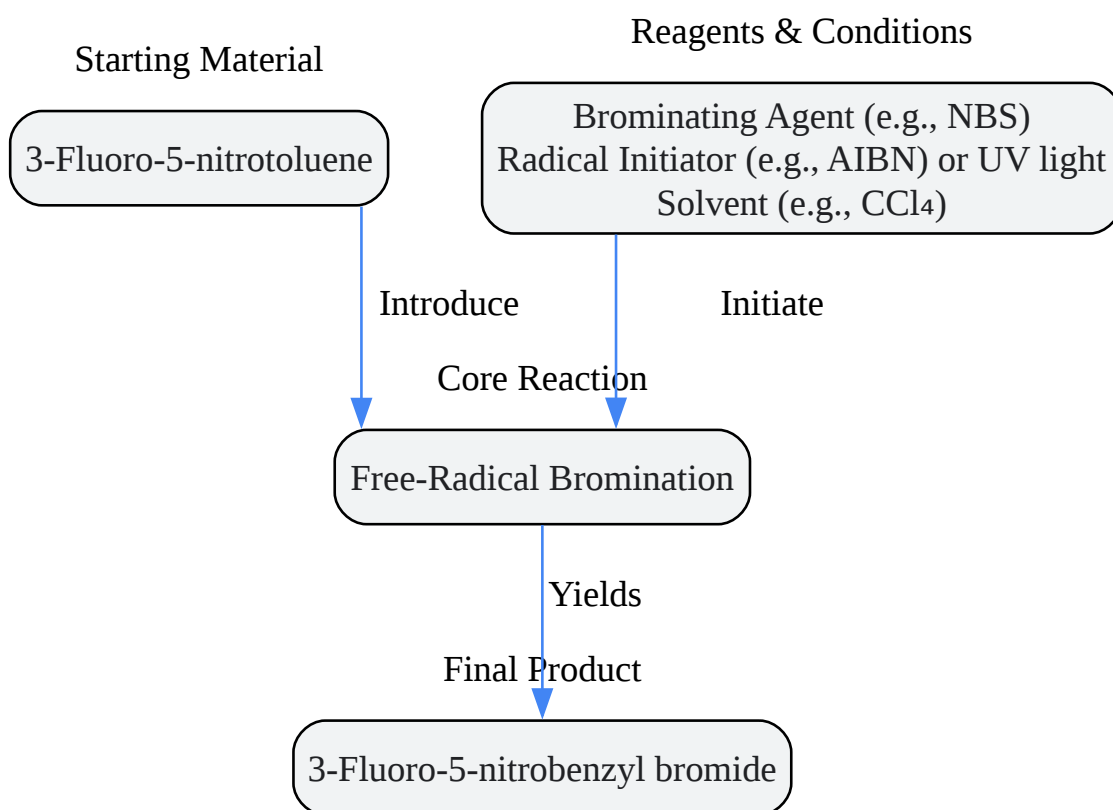 Reagents & Conditions
Starting Material
Brominating Agent (e.g., NBS)
3-Fluoro-5-nitrotoluene
Radical Initiator (e.g., AIBN) or UV light
Solvent (e.g., CCl₄)
Introduce
Initiate
Core Reaction
Free-Radical Bromination
Yields
Final Product
3-Fluoro-5-nitrobenzyl bromide